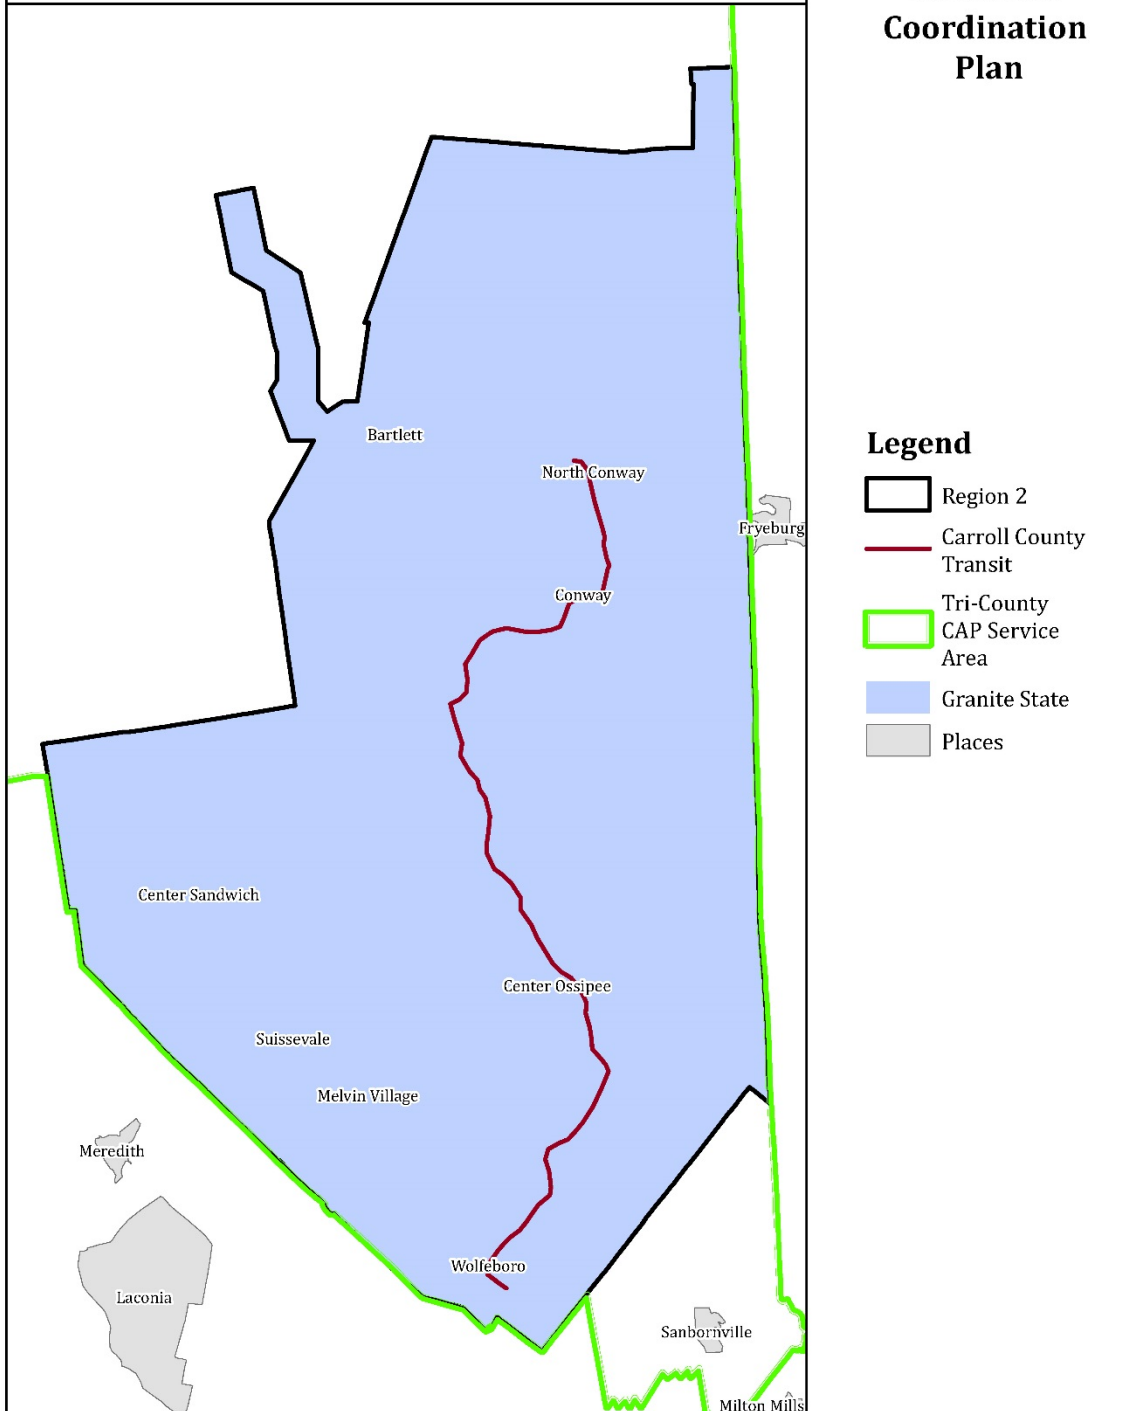 Coordination
Plan
Bartlett
North Conway
Fryeburg
Conway
Center Sandwich
Center Ossipee
Suissevale
Melvin Village
Meredith
Wolfeboro
Laconia
Sanbornville
Milton Mills
Legend
Region 2
Carroll County
Transit
Tri-County
CAP Service
Area
Granite State
Places